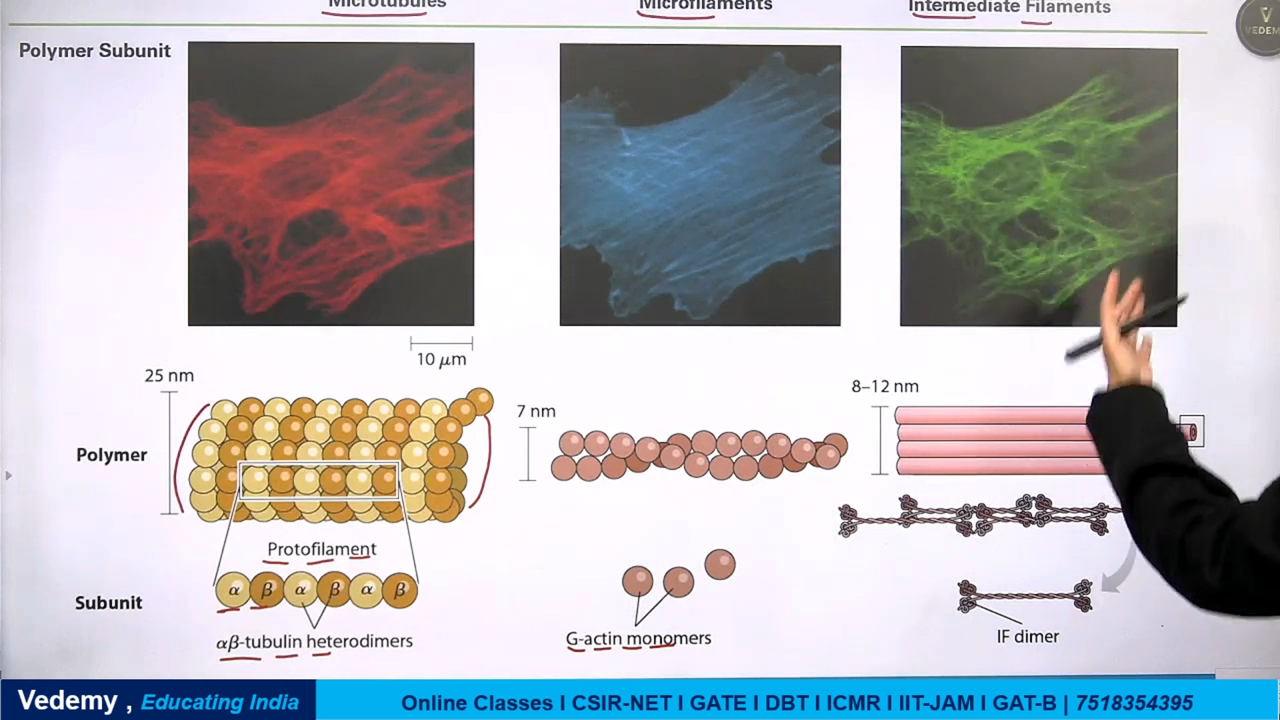 Microtubules Microfilaments Intermediate Filaments
V
VEDEM
Polymer Subunit
10 μm
25 nm
7 nm
8–12 nm
Polymer
Protofilament
α β α β α β
Subunit
αβ-tubulin heterodimers
G-actin monomers
IF dimer
Vedemy , Educating India
Online Classes I CSIR-NET I GATE I DBT I ICMR I IIT-JAM I GAT-B | 7518354395